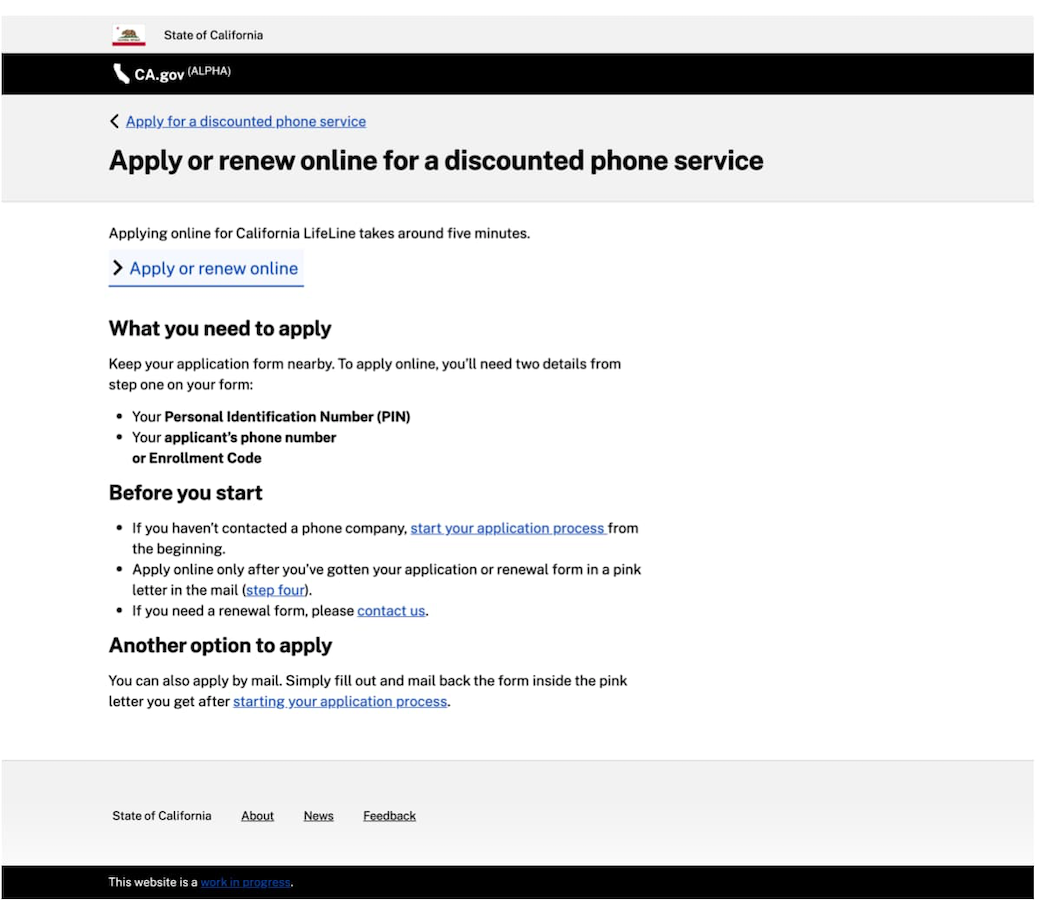 State of California
CA.gov (ALPHA)
Apply for a discounted phone service
Apply or renew online for a discounted phone service
Applying online for California LifeLine takes around five minutes.
Apply or renew online
What you need to apply
Keep your application form nearby. To apply online, you'll need two details from
step one on your form:
• Your Personal Identification Number (PIN)
• Your applicant's phone number
or Enrollment Code
Before you start
• If you haven't contacted a phone company, start your application process from
the beginning.
• Apply online only after you've gotten your application or renewal form in a pink
letter in the mail (step four).
• If you need a renewal form, please contact us.
Another option to apply
You can also apply by mail. Simply fill out and mail back the form inside the pink
letter you get after starting your application process.
State of California About News Feedback
This website is a work in progress.